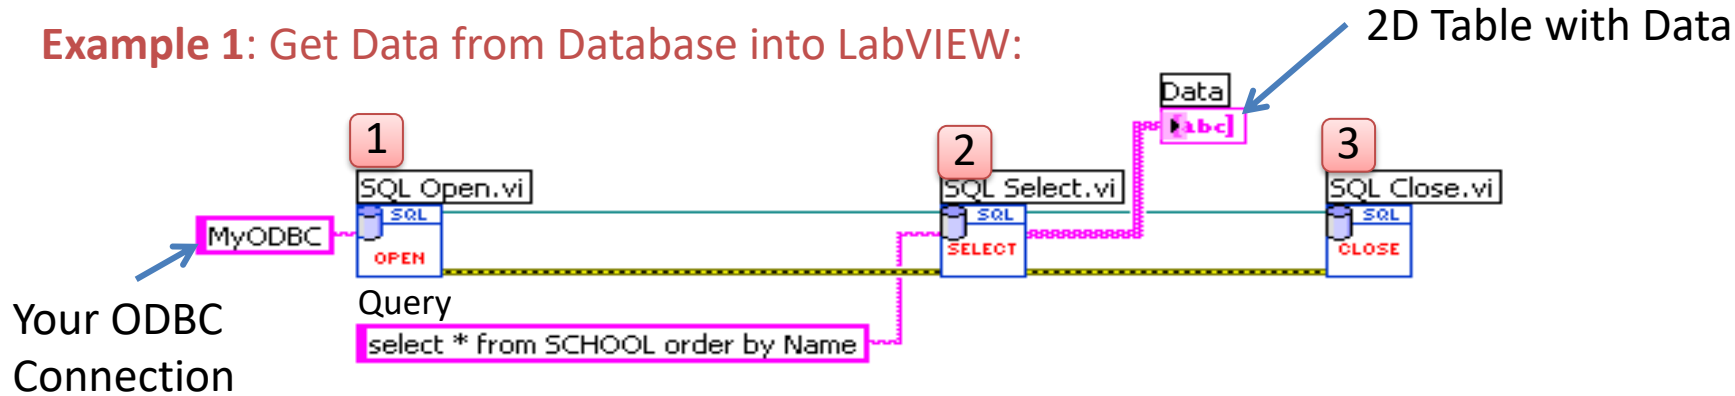 2D Table with Data
Example 1: Get Data from Database into LabVIEW:
Data
[abc]
1
2
3
SQL Open.vi
SQL Select.vi
SQL Close.vi
SQL
SQL
SQL
MyODBC
OPEN
SELECT
CLOSE
Your ODBC
Connection
Query
select * from SCHOOL order by Name